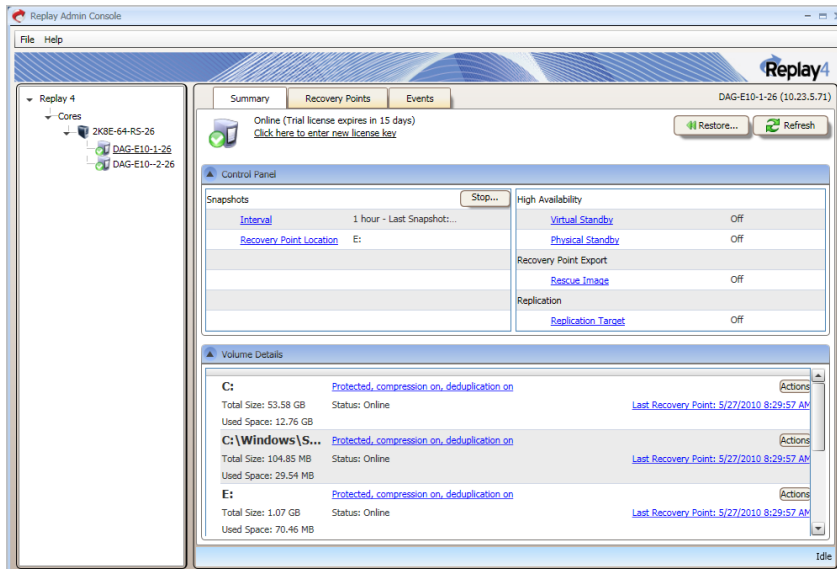 Replay Admin Console
File Help
Replay4
Replay 4
Cores
2K8E-64-RS-26
DAG-E10-1-26
DAG-E10--2-26
Summary Recovery Points Events DAG-E10-1-26 (10.23.5.71)
Online (Trial license expires in 15 days)
Click here to enter new license key
Restore... Refresh
Control Panel
Snapshots Stop...
Interval 1 hour - Last Snapshot:...
Recovery Point Location E:
High Availability
Virtual Standby Off
Physical Standby Off
Recovery Point Export
Rescue Image Off
Replication
Replication Target Off
Volume Details
C: Protected, compression on, deduplication on Actions
Total Size: 53.58 GB Status: Online Last Recovery Point: 5/27/2010 8:29:57 AM
Used Space: 12.76 GB
C:\Windows\S... Protected, compression on, deduplication on Actions
Total Size: 104.85 MB Status: Online Last Recovery Point: 5/27/2010 8:29:57 AM
Used Space: 29.54 MB
E: Protected, compression on, deduplication on Actions
Total Size: 1.07 GB Status: Online Last Recovery Point: 5/27/2010 8:29:57 AM
Used Space: 70.46 MB
Idle